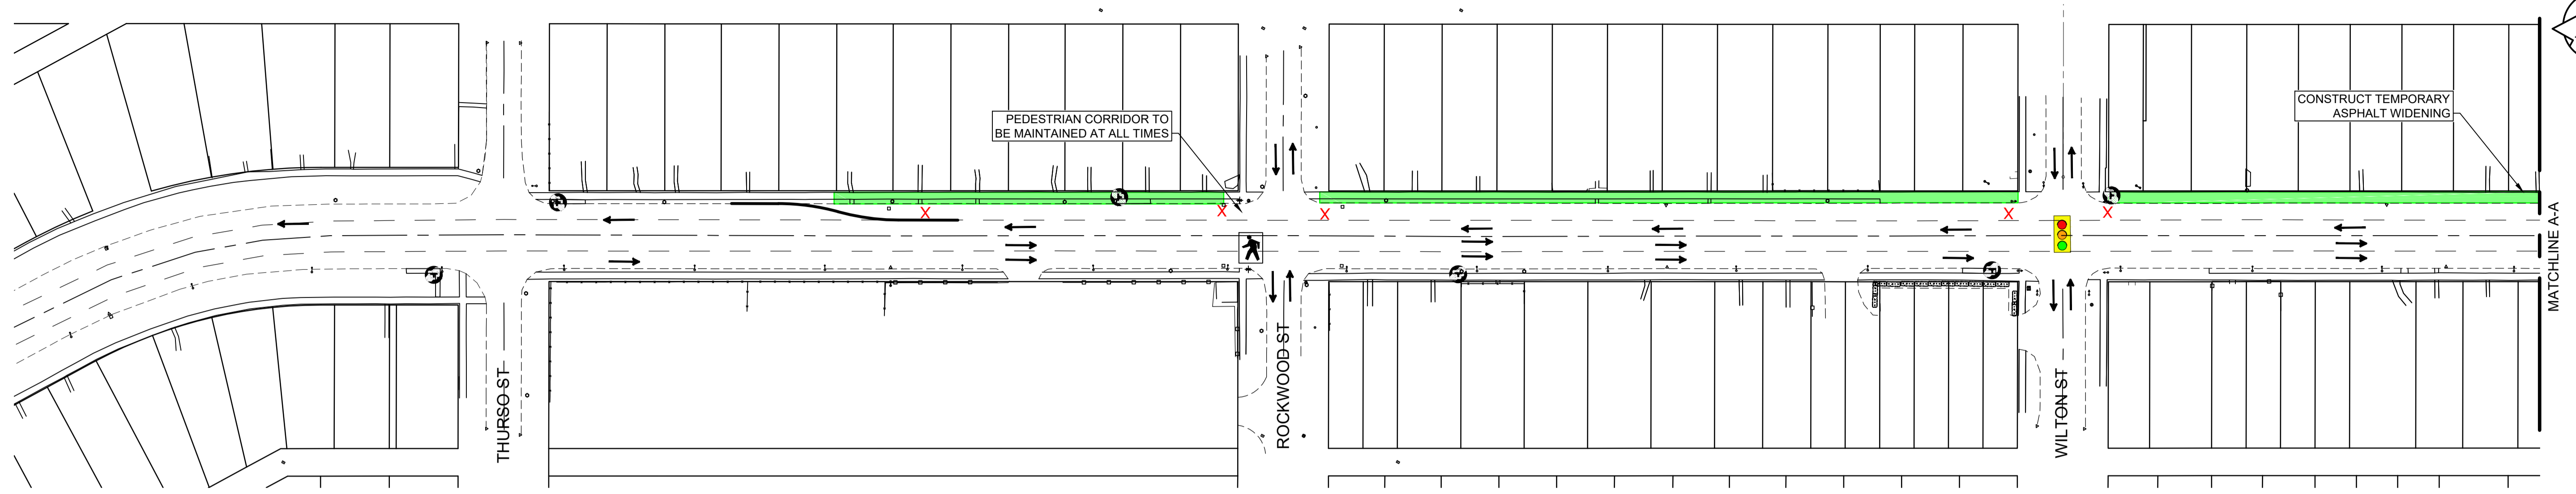 PEDESTRIAN CORRIDOR TO
BE MAINTAINED AT ALL TIMES
CONSTRUCT TEMPORARY
ASPHALT WIDENING
X
X
X
X
X
THURSO ST
ROCKWOOD ST
WILTON ST
MATCHLINE A-A